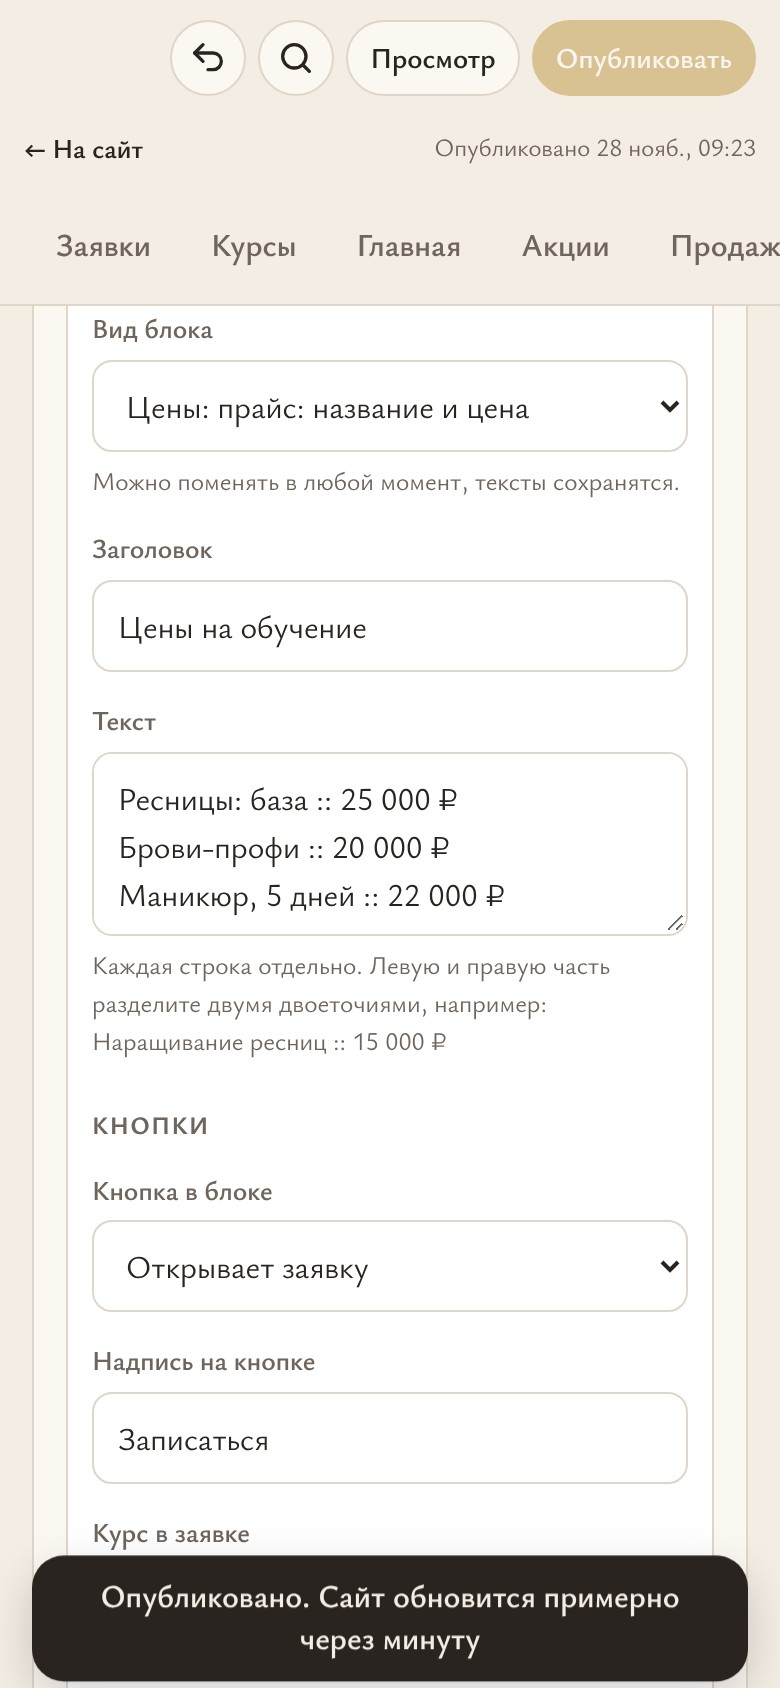 Просмотр
Опубликовать
← На сайт
Опубликовано 28 нояб., 09:23
Заявки Курсы Главная Акции Продаж
Вид блока
Цены: прайс: название и цена
Можно поменять в любой момент, тексты сохранятся.
Заголовок
Цены на обучение
Текст
Ресницы: база :: 25 000 ₽
Брови-профи :: 20 000 ₽
Маникюр, 5 дней :: 22 000 ₽
Каждая строка отдельно. Левую и правую часть
разделите двумя двоеточиями, например:
Наращивание ресниц :: 15 000 ₽
КНОПКИ
Кнопка в блоке
Открывает заявку
Надпись на кнопке
Записаться
Курс в заявке
Опубликовано. Сайт обновится примерно
через минуту